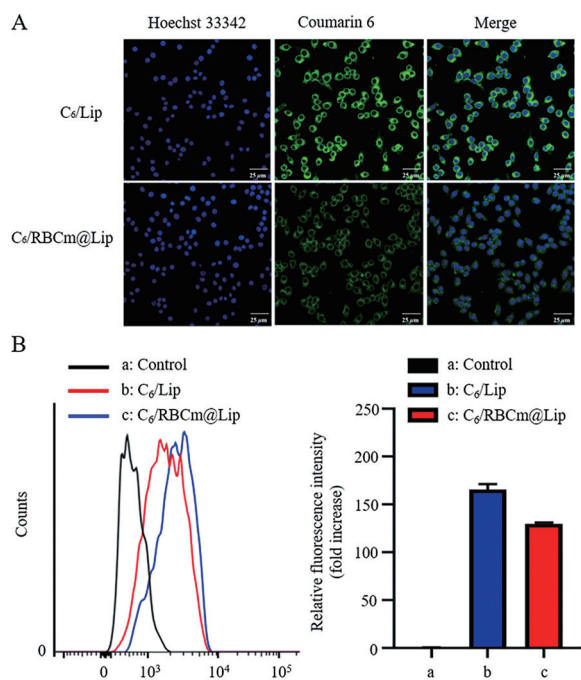 A
Hoechst 33342
Coumarin 6
Merge
C₆/Lip
25 μm
25 μm
25 μm
C₆/RBCm@Lip
25 μm
25 μm
25 μm
B
a: Control
b: C₆/Lip
c: C₆/RBCm@Lip
Counts
0
0
10³
10⁴
10⁵
a: Control
b: C₆/Lip
c: C₆/RBCm@Lip
Relative fluorescence intensity
(fold increase)
250
200
150
100
50
0
a
b
c